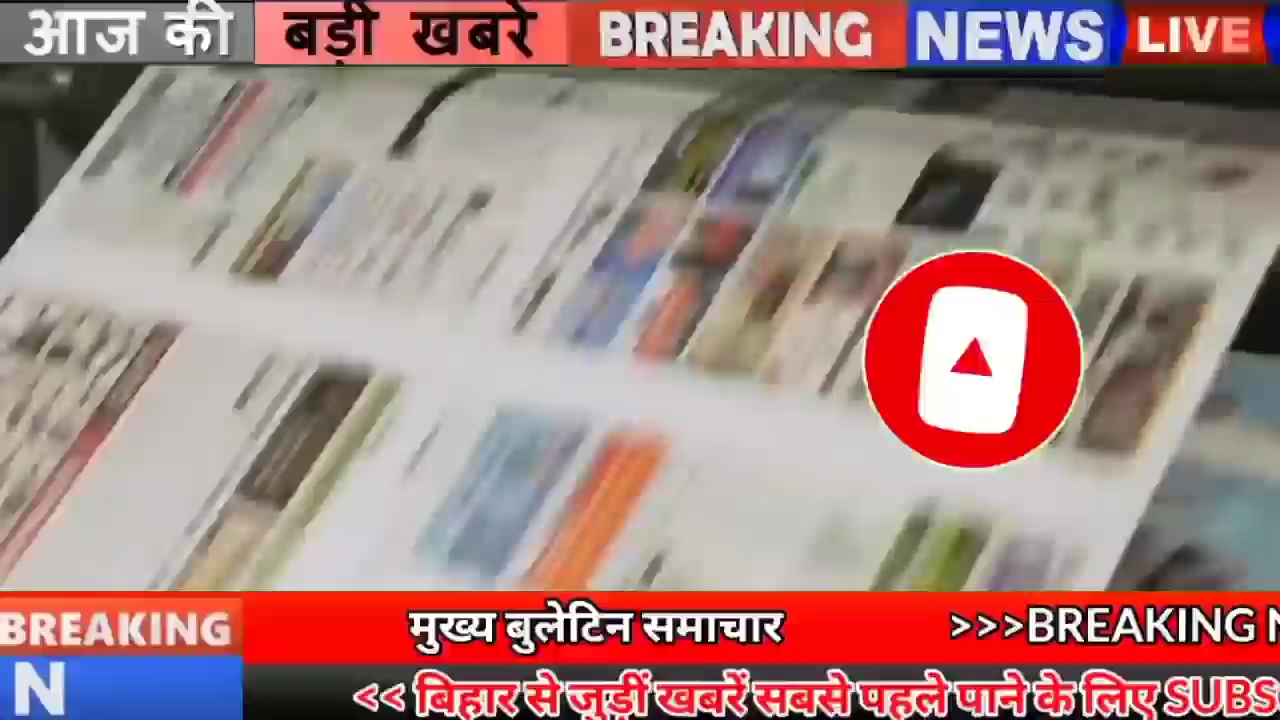 आज की बड़ी खबरे BREAKING NEWS LIVE
BREAKING मुख्य बुलेटिन समाचार >>>BREAKING N
N << बिहार से जुड़ीं खबरें सबसे पहले पाने के लिए SUBS